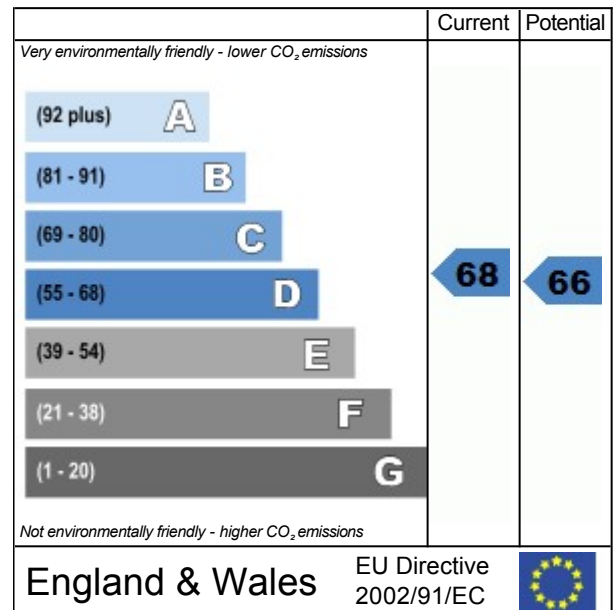 Current Potential
Very environmentally friendly - lower CO₂ emissions
(92 plus) A
(81 - 91) B
(69 - 80) C
(55 - 68) D
(39 - 54) E
(21 - 38) F
(1 - 20) G
68
66
Not environmentally friendly - higher CO₂ emissions
England & Wales
EU Directive
2002/91/EC